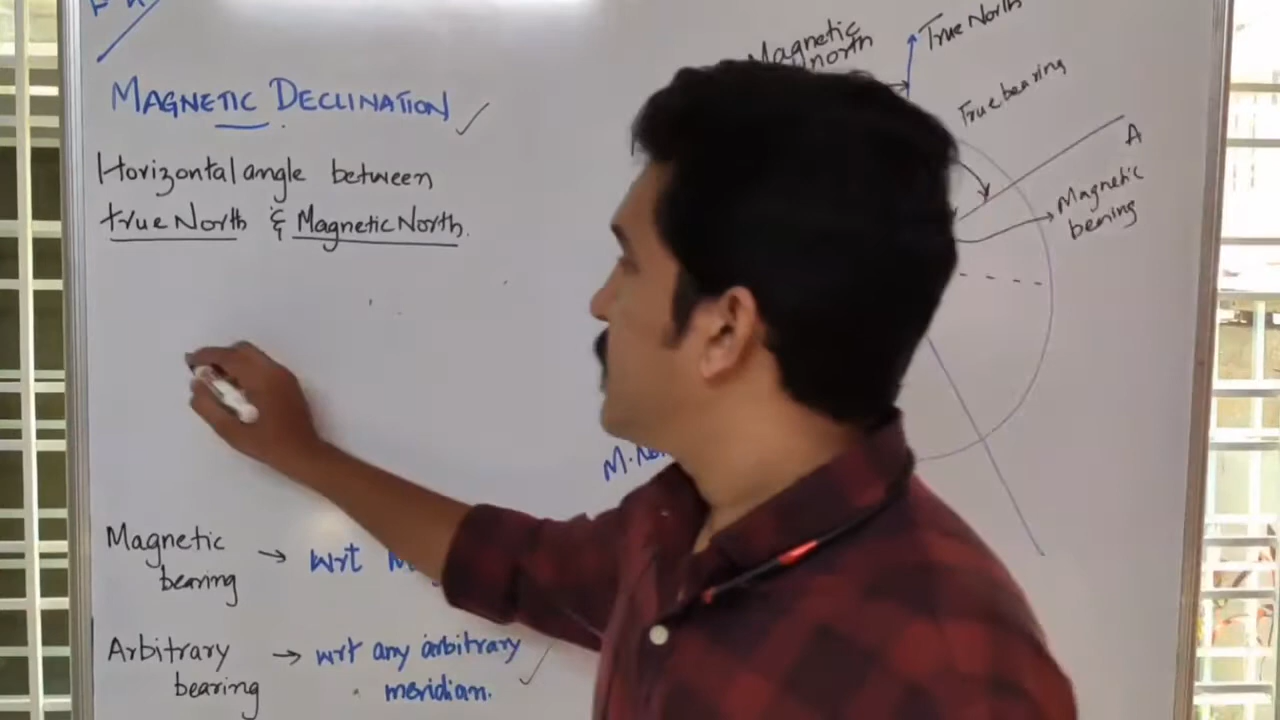 MAGNETIC DECLINATION
Horizontal angle between
true North & Magnetic North.
Magnetic
bearing → wrt
Arbitrary → wrt any arbitrary
bearing meridian.
Magnetic
north
True North
True bearing
A
Magnetic
bearing